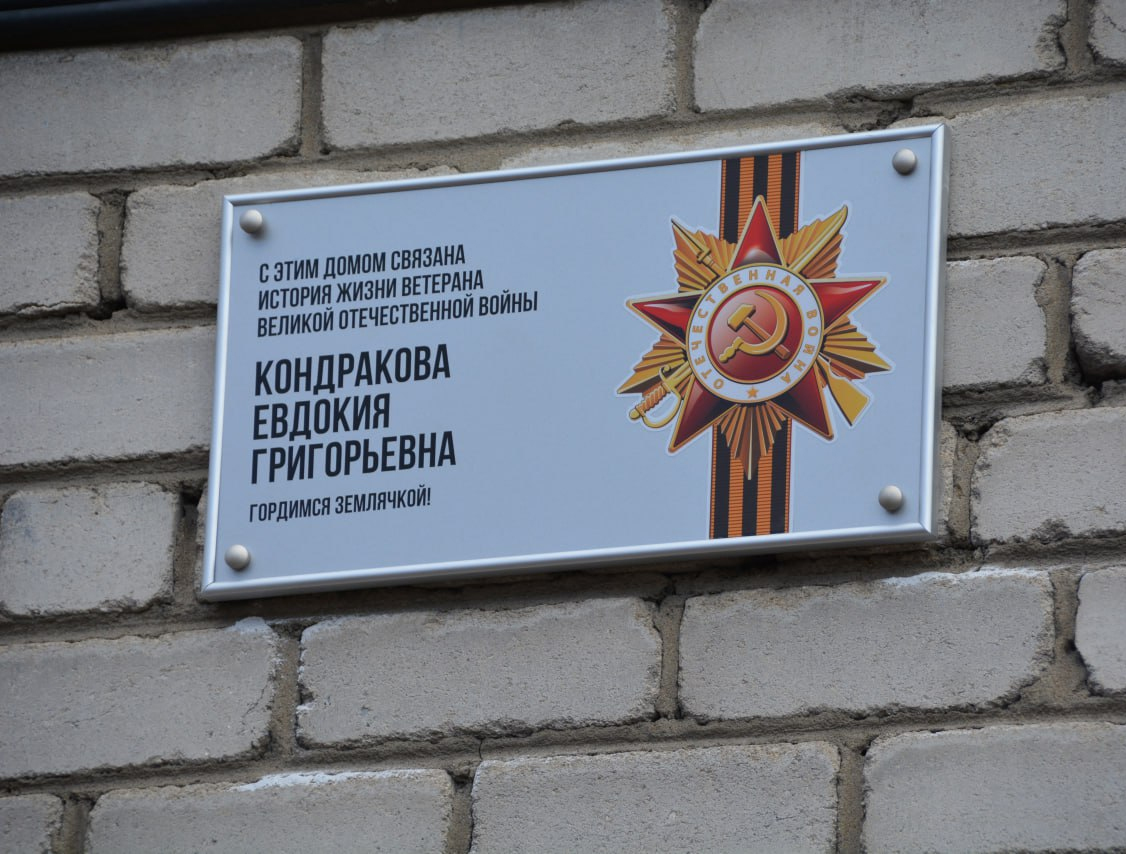 С ЭТИМ ДОМОМ СВЯЗАНА
ИСТОРИЯ ЖИЗНИ ВЕТЕРАНА
ВЕЛИКОЙ ОТЕЧЕСТВЕННОЙ ВОЙНЫ
КОНДРАКОВА
ЕВДОКИЯ
ГРИГОРЬЕВНА
ГОРДИМСЯ ЗЕМЛЯЧКОЙ!
ОТЕЧЕСТВЕННАЯ ВОЙНА